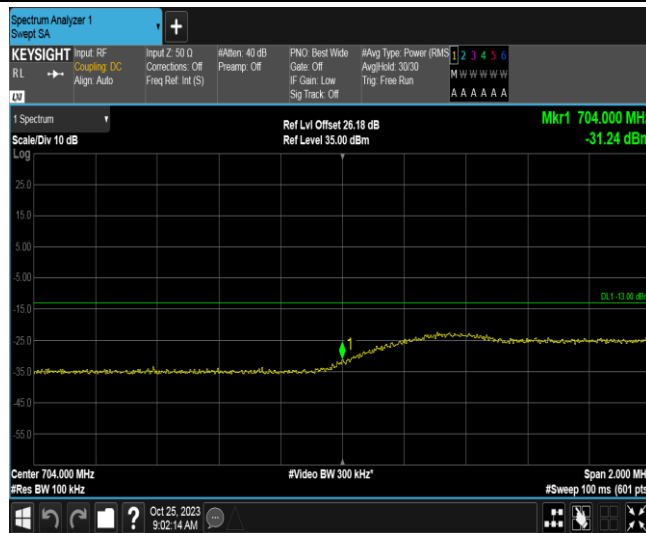 Spectrum Analyzer 1
Swept SA
+
KEYSIGHT
RL
Input: RF
Coupling: DC
Align: Auto
Input Z: 50 Ω
Corrections: Off
Freq Ref: Int (S)
#Atten: 40 dB
Preamp: Off
PNO: Best Wide
Gate: Off
IF Gain: Low
Sig Track: Off
#Avg Type: Power (RMS
Avg|Hold: 30/30
Trig: Free Run
1 2 3 4 5 6
M W W W W W
A A A A A A
LXI
1 Spectrum
Scale/Div 10 dB
Log
Ref Lvl Offset 26.18 dB
Ref Level 35.00 dBm
Mkr1 704.000 MHz
-31.24 dBm
25.0
15.0
5.00
-5.00
-15.0
-25.0
-35.0
-45.0
-55.0
DL1 -13.00 dBm
1
Center 704.000 MHz
#Res BW 100 kHz
#Video BW 300 kHz*
Span 2.000 MHz
#Sweep 100 ms (601 pts)
?
Oct 25, 2023
9:02:14 AM